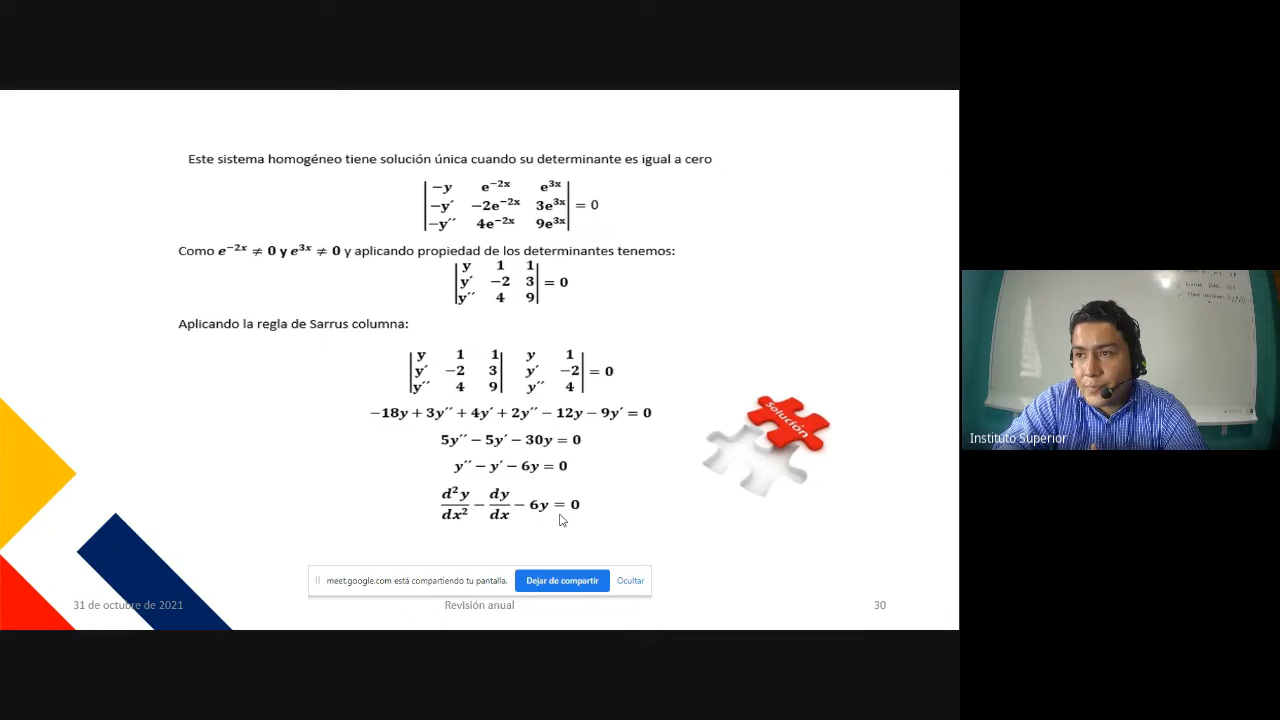 Este sistema homogéneo tiene solución única cuando su determinante es igual a cero
|−y e^−2x e^3x|
|−y´ −2e^−2x 3e^3x| = 0
|−y´´ 4e^−2x 9e^3x|
Como e^−2x ≠ 0 y e^3x ≠ 0 y aplicando propiedad de los determinantes tenemos:
|y 1 1|
|y´ −2 3| = 0
|y´´ 4 9|
Aplicando la regla de Sarrus columna:
|y 1 1| y 1|
|y´ −2 3| y´ −2| = 0
|y´´ 4 9| y´´ 4|
−18y + 3y´´ + 4y´ + 2y´´ − 12y − 9y´ = 0
5y´´ − 5y´ − 30y = 0
y´´ − y´ − 6y = 0
d²y/dx² − dy/dx − 6y = 0
Solución
meet.google.com está compartiendo tu pantalla.
Dejar de compartir
Ocultar
31 de octubre de 2021
Revisión anual
30
Instituto Superior